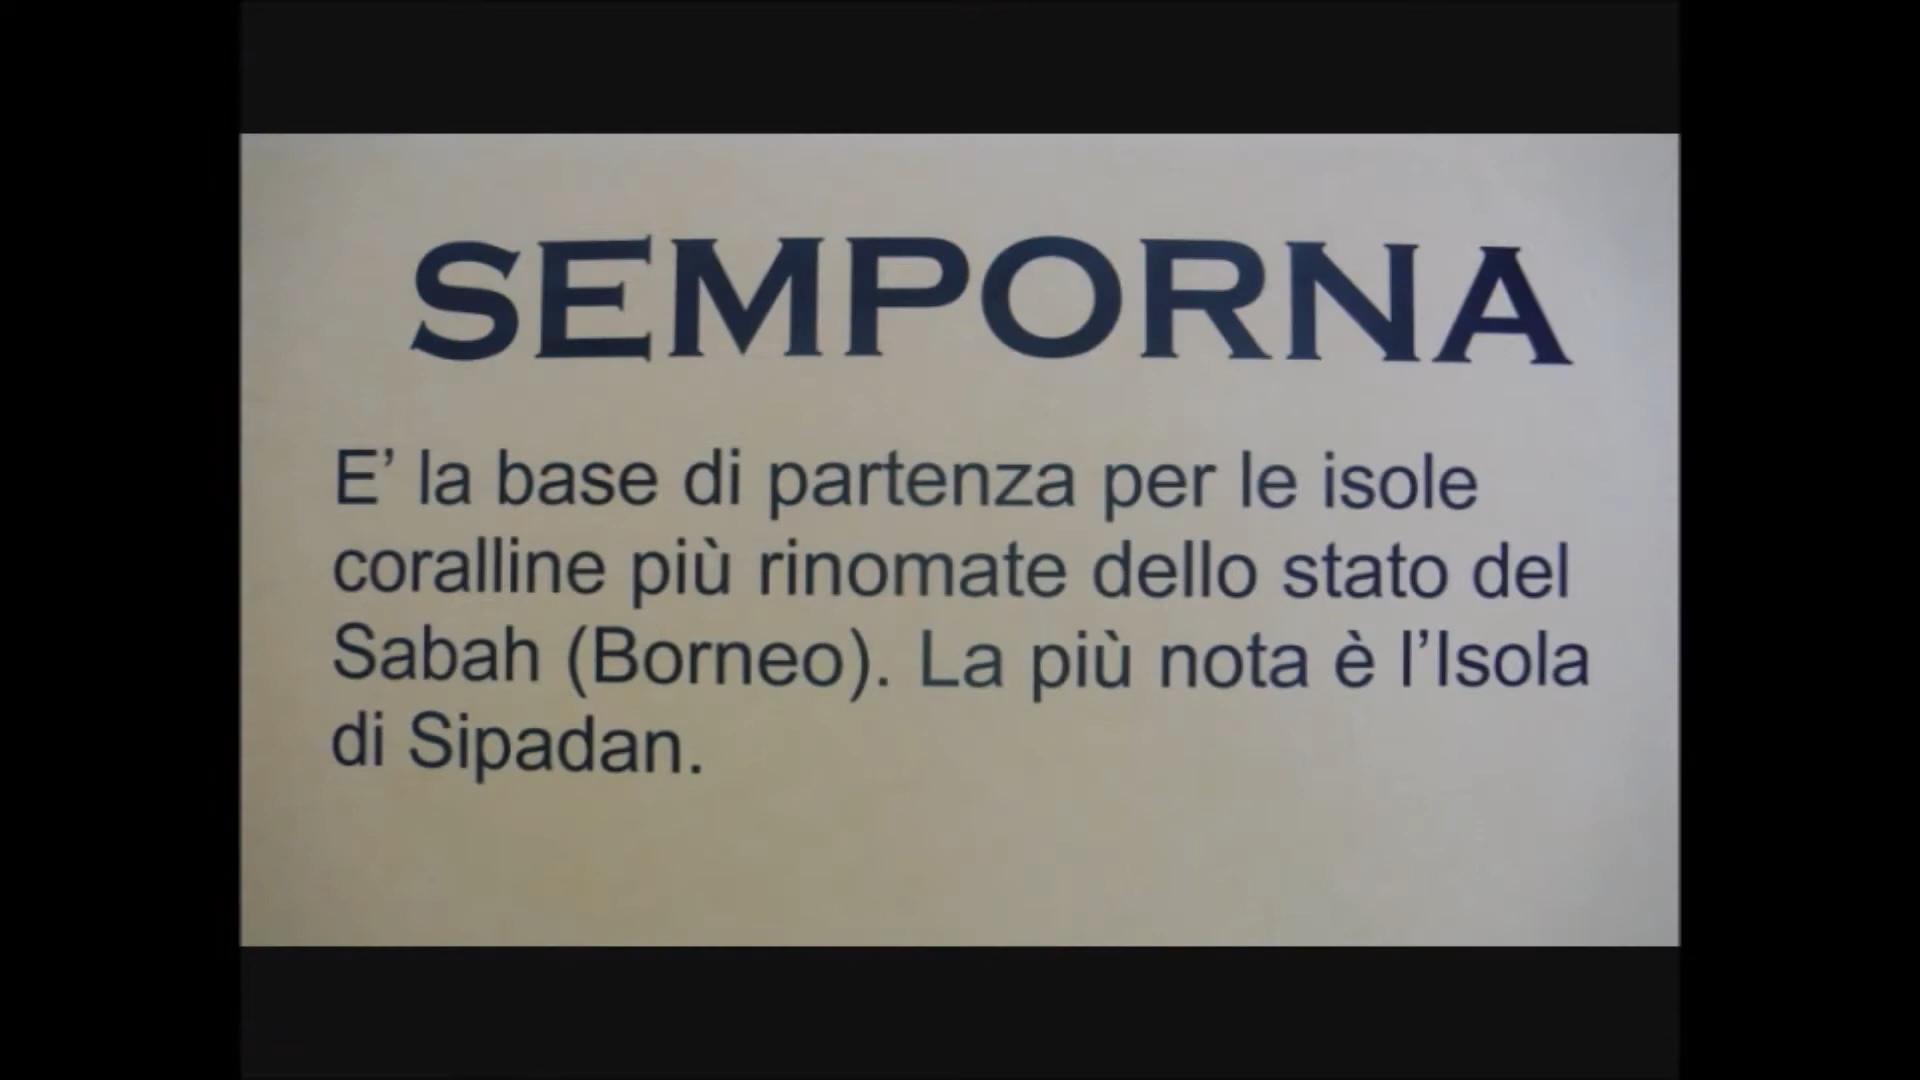 SEMPORNA
E' la base di partenza per le isole
coralline più rinomate dello stato del
Sabah (Borneo). La più nota è l'Isola
di Sipadan.